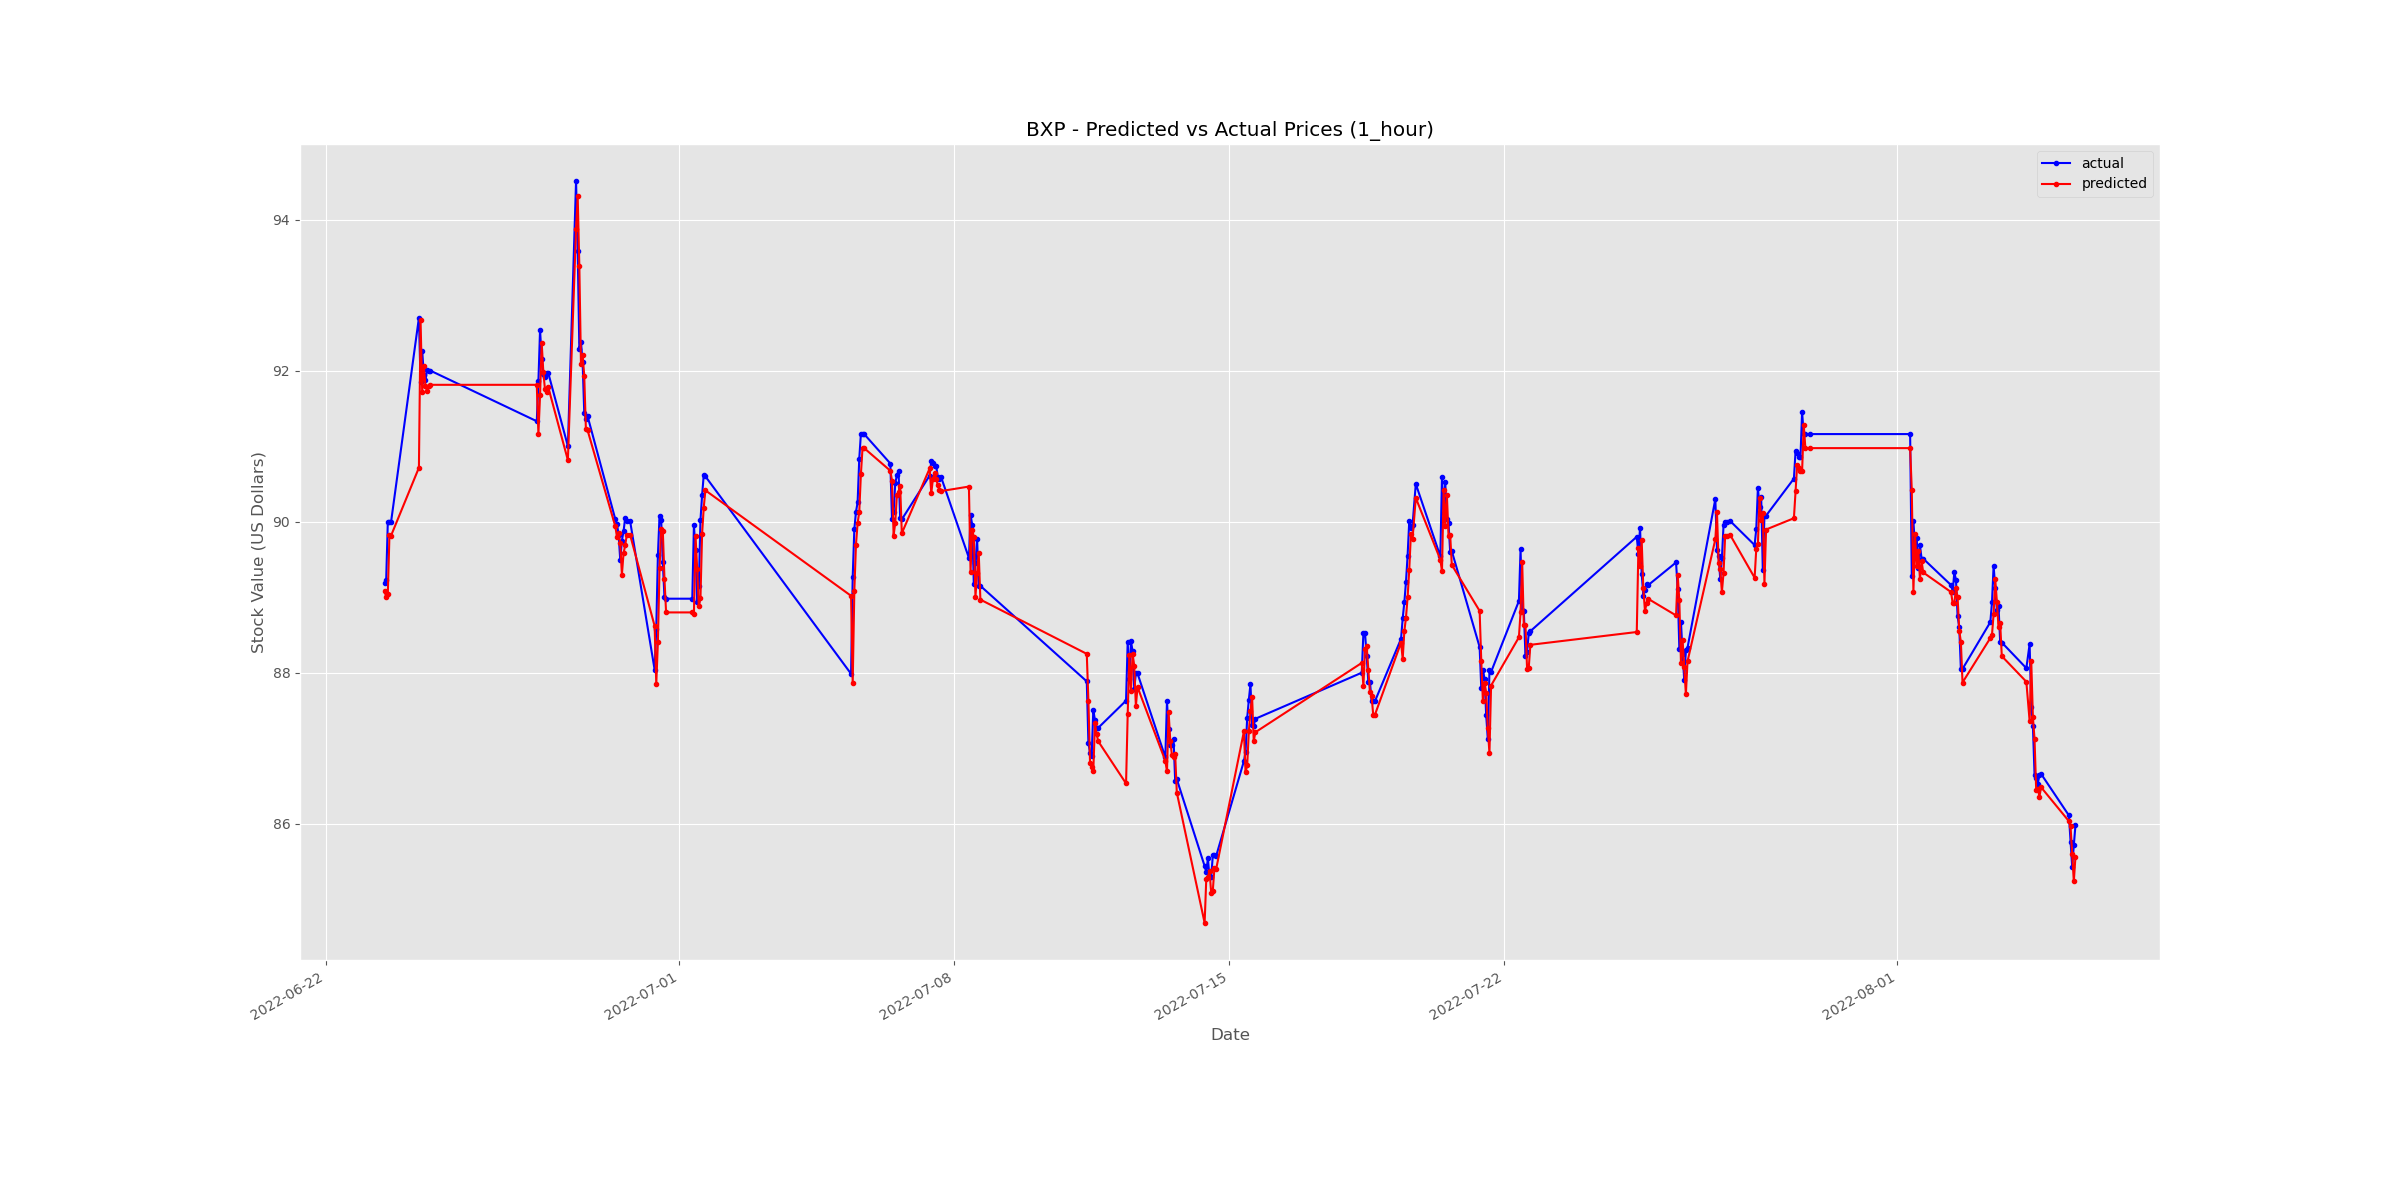 BXP - Predicted vs Actual Prices (1_hour)
actual
predicted
Stock Value (US Dollars)
94
92
90
88
86
2022-06-22
2022-07-01
2022-07-08
2022-07-15
2022-07-22
2022-08-01
Date